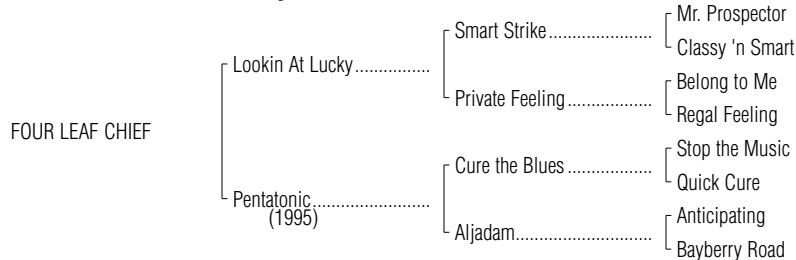 Mr. Prospector
Smart Strike......................
Classy 'n Smart
Lookin At Lucky................
Belong to Me
Private Feeling..................
Regal Feeling
FOUR LEAF CHIEF
Stop the Music
Cure the Blues..................
Quick Cure
Pentatonic.........................
(1995)
Anticipating
Aljadam.............................
Bayberry Road